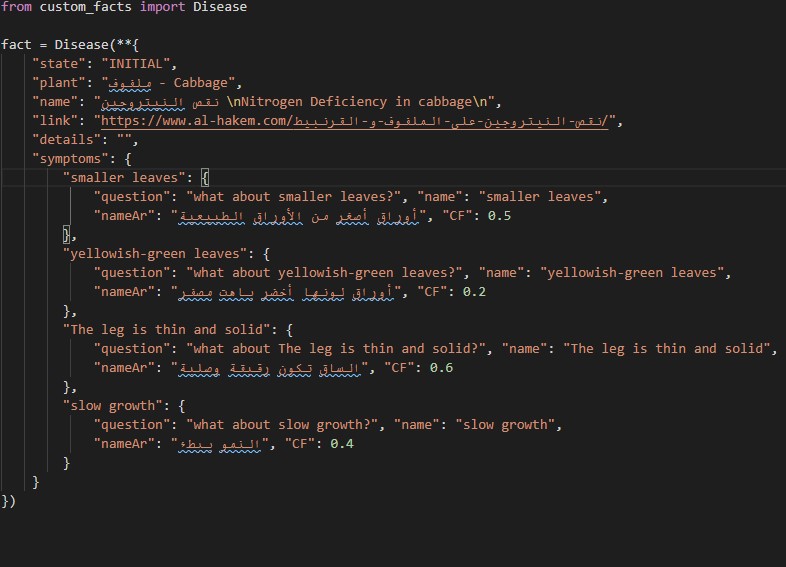 from custom_facts import Disease
fact = Disease(**{
"state": "INITIAL",
"plant": "ملفوف - Cabbage",
"name": "نقص النيتروجين \nNitrogen Deficiency in cabbage\n",
"link": "https://www.al-hakem.com/نقص-النيتروجين-على-الملفوف-و-القرنبيط/",
"details": "",
"symptoms": {
"smaller leaves": {
"question": "what about smaller leaves?", "name": "smaller leaves",
"nameAr": "أوراق أصغر من الأوراق الطبيعية", "CF": 0.5
},
"yellowish-green leaves": {
"question": "what about yellowish-green leaves?", "name": "yellowish-green leaves",
"nameAr": "أوراق لونها أخضر باهت مصفر", "CF": 0.2
},
"The leg is thin and solid": {
"question": "what about The leg is thin and solid?", "name": "The leg is thin and solid",
"nameAr": "الساق تكون رقيقة وصلبة", "CF": 0.6
},
"slow growth": {
"question": "what about slow growth?", "name": "slow growth",
"nameAr": "النمو ببطء", "CF": 0.4
}
}
})